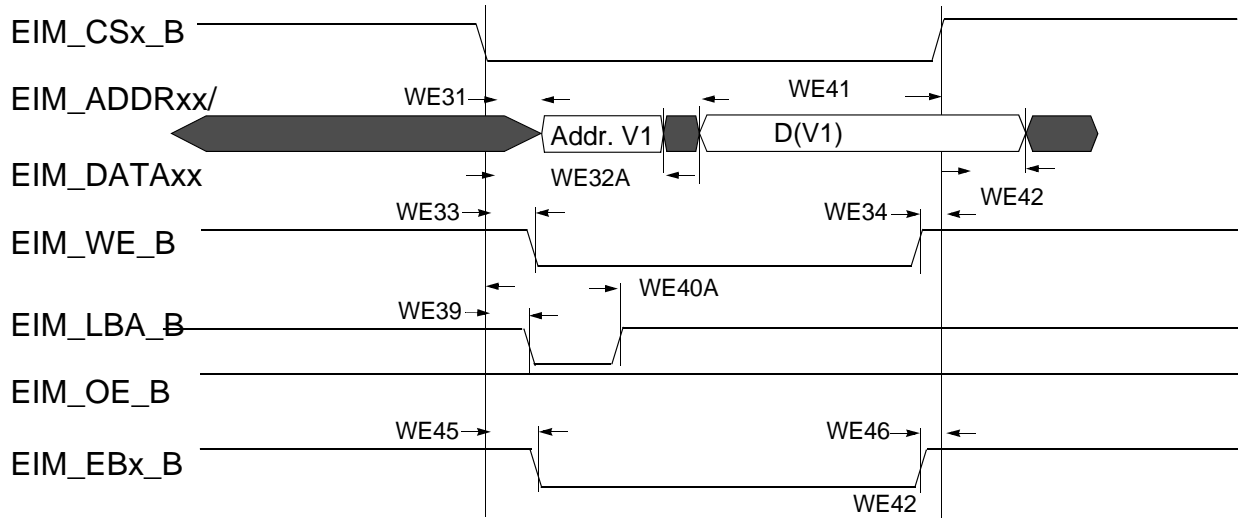 EIM_CSx_B
EIM_ADDRxx/
WE31
WE41
Addr. V1
D(V1)
EIM_DATAxx
WE32A
WE42
WE33
WE34
EIM_WE_B
WE40A
WE39
EIM_LBA_B
EIM_OE_B
WE45
WE46
EIM_EBx_B
WE42